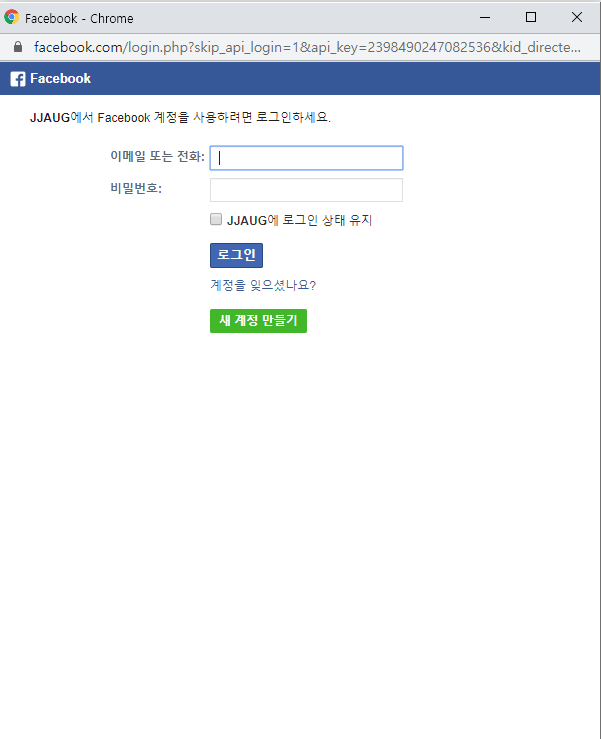 Facebook - Chrome
facebook.com/login.php?skip_api_login=1&api_key=2398490247082536&kid_directe...
Facebook
JJAUG에서 Facebook 계정을 사용하려면 로그인하세요.
이메일 또는 전화:
비밀번호:
JJAUG에 로그인 상태 유지
로그인
계정을 잊으셨나요?
새 계정 만들기